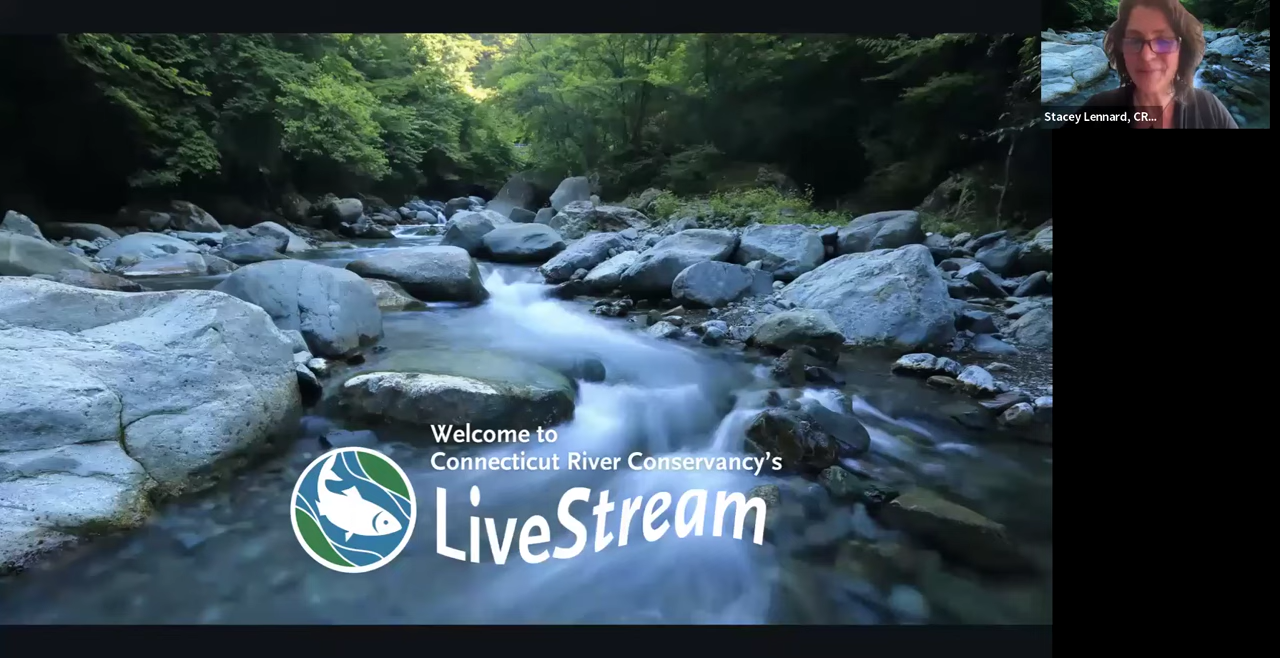 Stacey Lennard, CR...
Welcome to
Connecticut River Conservancy's
LiveStream